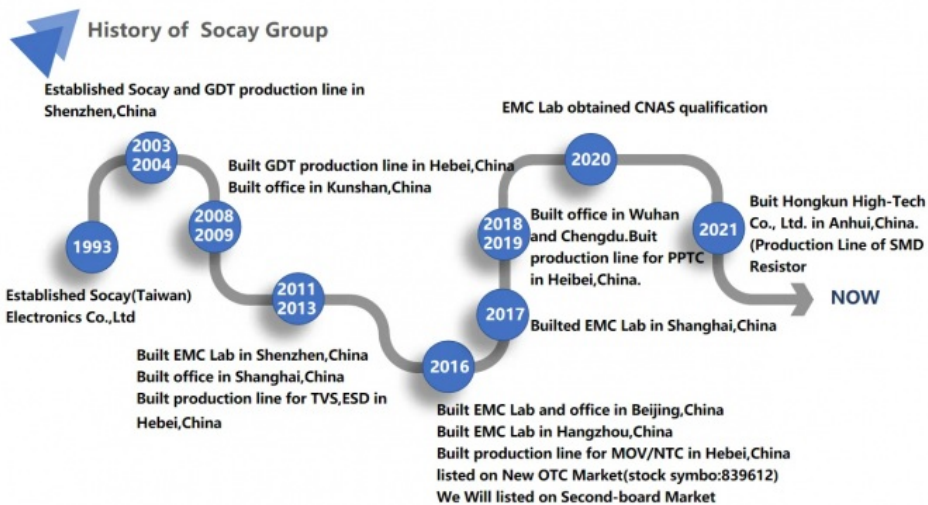 History of Socay Group
1993
Established Socay(Taiwan)
Electronics Co.,Ltd
Established Socay and GDT production line in
Shenzhen,China
2003
2004
2008
2009
Built GDT production line in Hebei,China
Built office in Kunshan,China
2011
2013
Built EMC Lab in Shenzhen,China
Built office in Shanghai,China
Built production line for TVS,ESD in
Hebei,China
2016
Built EMC Lab and office in Beijing,China
Built EMC Lab in Hangzhou,China
Built production line for MOV/NTC in Hebei,China
listed on New OTC Market(stock symbo:839612)
We Will listed on Second-board Market
2017
Builted EMC Lab in Shanghai,China
2018
2019
Built office in Wuhan
and Chengdu.Buit
production line for PPTC
in Heibei,China.
EMC Lab obtained CNAS qualification
2020
2021
Buit Hongkun High-Tech
Co., Ltd. in Anhui,China.
(Production Line of SMD
Resistor
NOW